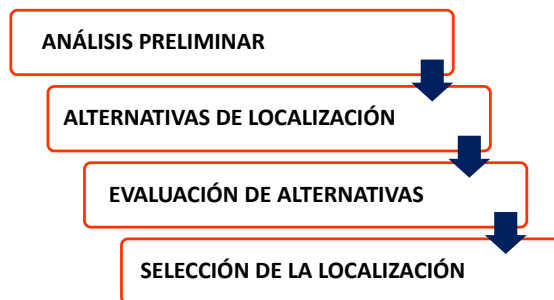 ANÁLISIS PRELIMINAR
ALTERNATIVAS DE LOCALIZACIÓN
EVALUACIÓN DE ALTERNATIVAS
SELECCIÓN DE LA LOCALIZACIÓN